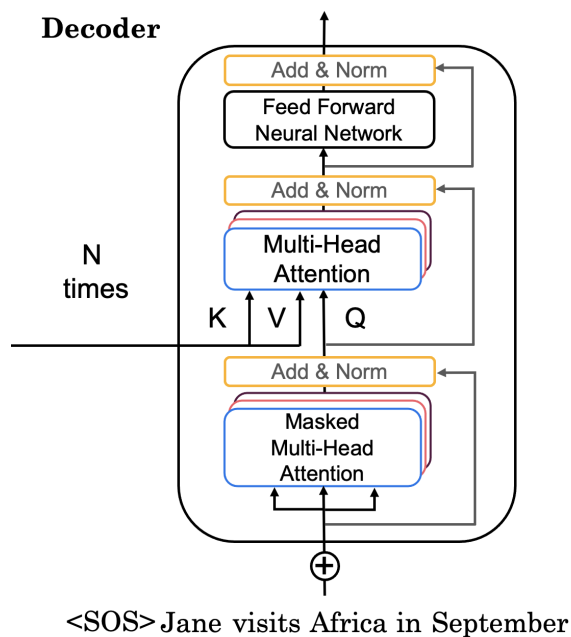 Decoder
Add & Norm
Feed Forward
Neural Network
Add & Norm
Multi-Head
Attention
N
times
K V Q
Add & Norm
Masked
Multi-Head
Attention
<SOS> Jane visits Africa in September